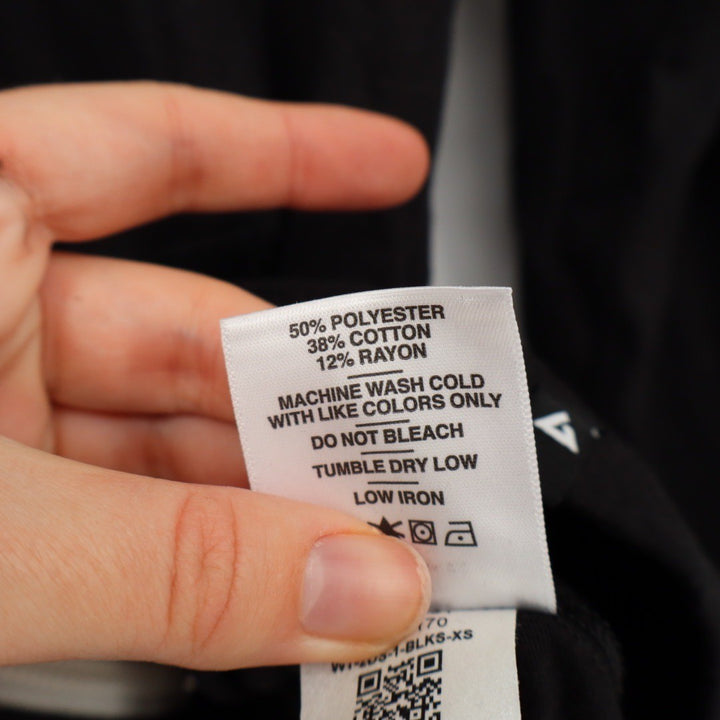 50% POLYESTER
38% COTTON
12% RAYON
MACHINE WASH COLD
WITH LIKE COLORS ONLY
DO NOT BLEACH
TUMBLE DRY LOW
LOW IRON
170